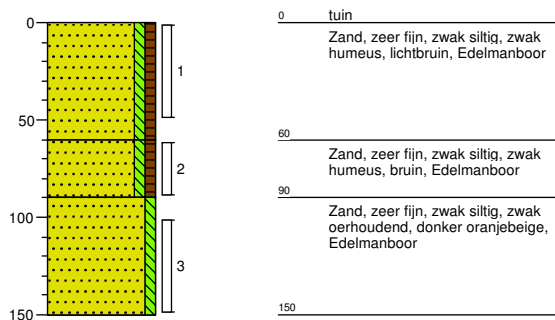 0
50
100
150
1
2
3
0 tuin
Zand, zeer fijn, zwak siltig, zwak
humeus, lichtbruin, Edelmanboor
60
Zand, zeer fijn, zwak siltig, zwak
humeus, bruin, Edelmanboor
90
Zand, zeer fijn, zwak siltig, zwak
oerhoudend, donker oranjebeige,
Edelmanboor
150